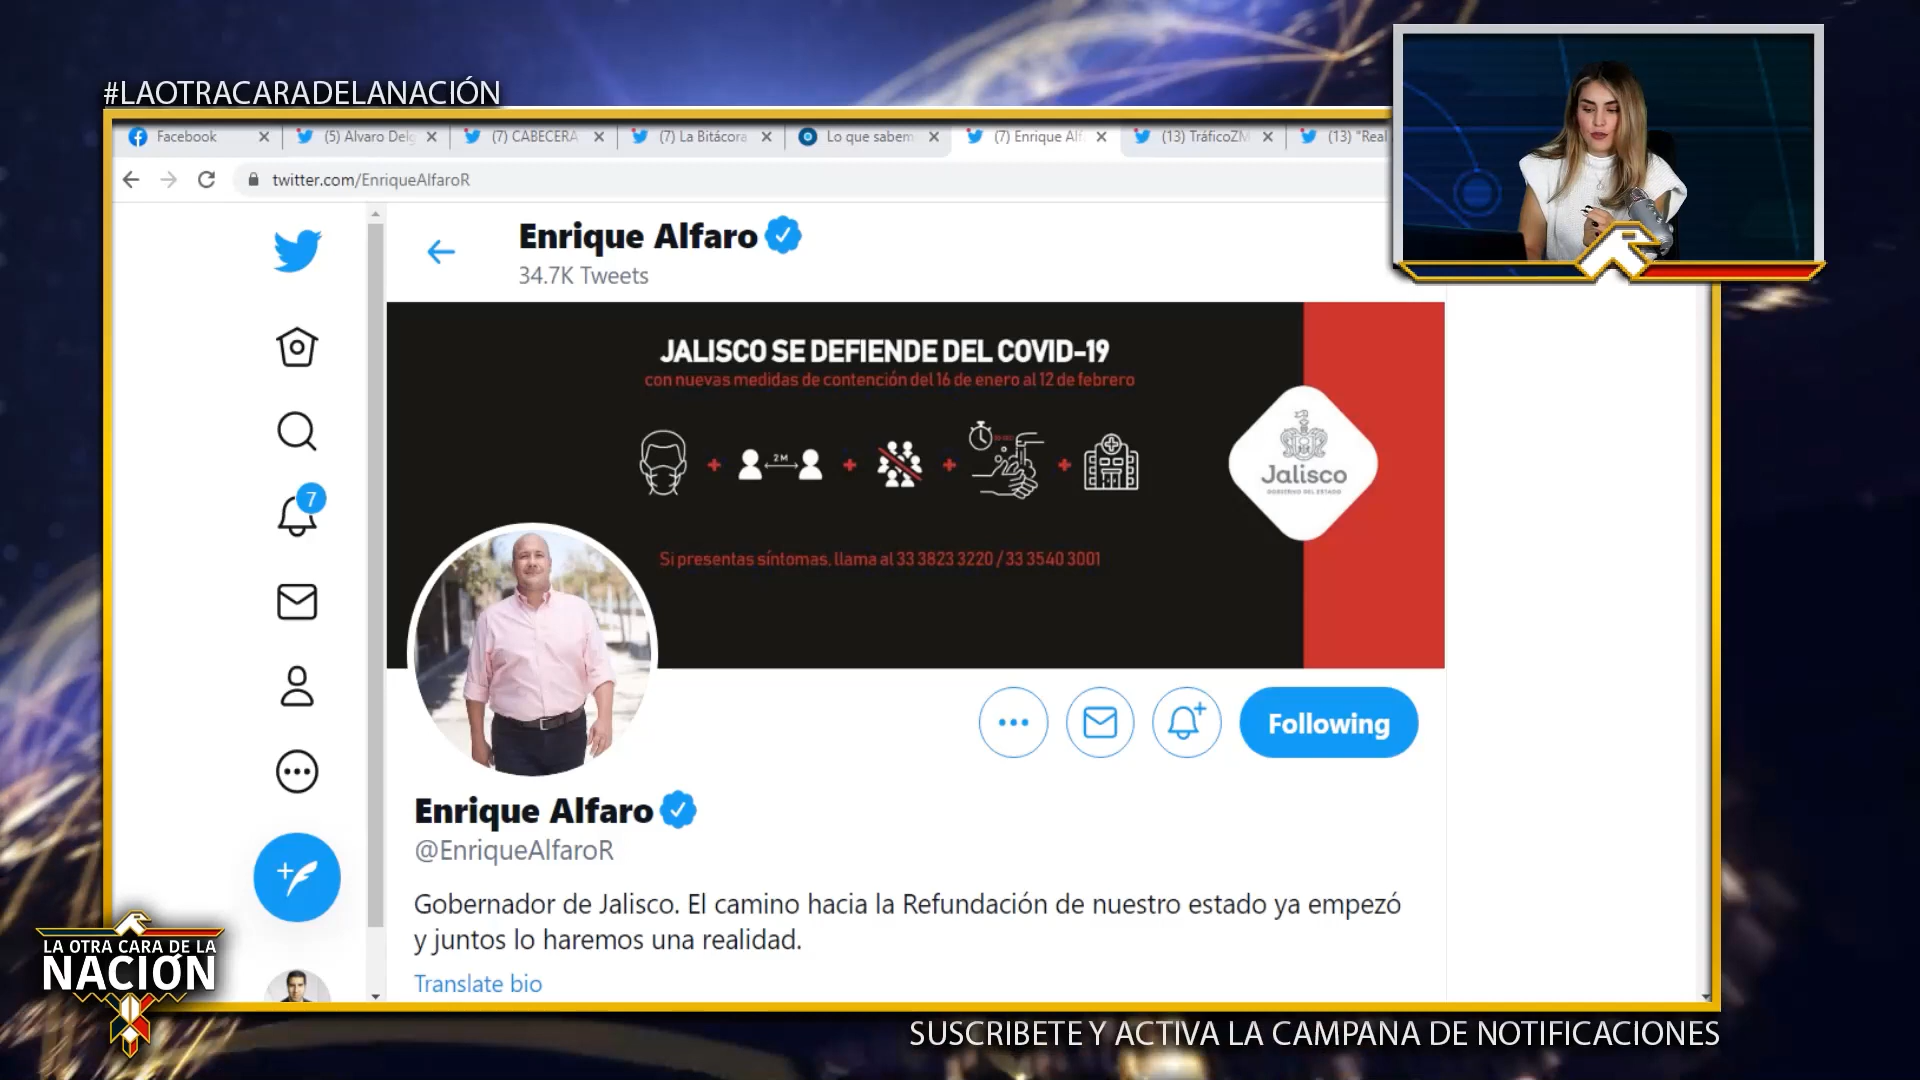 #LAOTRACARADELANACIÓN
Facebook
(5) Alvaro Delg
(7) CABECERA
(7) La Bitácora
Lo que sabem
(7) Enrique Alf
(13) TráficoZM
(13) "Real
twitter.com/EnriqueAlfaroR
Enrique Alfaro
34.7K Tweets
JALISCO SE DEFIENDE DEL COVID-19
con nuevas medidas de contención del 16 de enero al 12 de febrero
2M
Jalisco
GOBIERNO DEL ESTADO
Si presentas síntomas, llama al 33 3823 3220 / 33 3540 3001
7
Following
Enrique Alfaro
@EnriqueAlfaroR
Gobernador de Jalisco. El camino hacia la Refundación de nuestro estado ya empezó
y juntos lo haremos una realidad.
Translate bio
LA OTRA CARA DE LA
NACIÓN
SUSCRIBETE Y ACTIVA LA CAMPANA DE NOTIFICACIONES